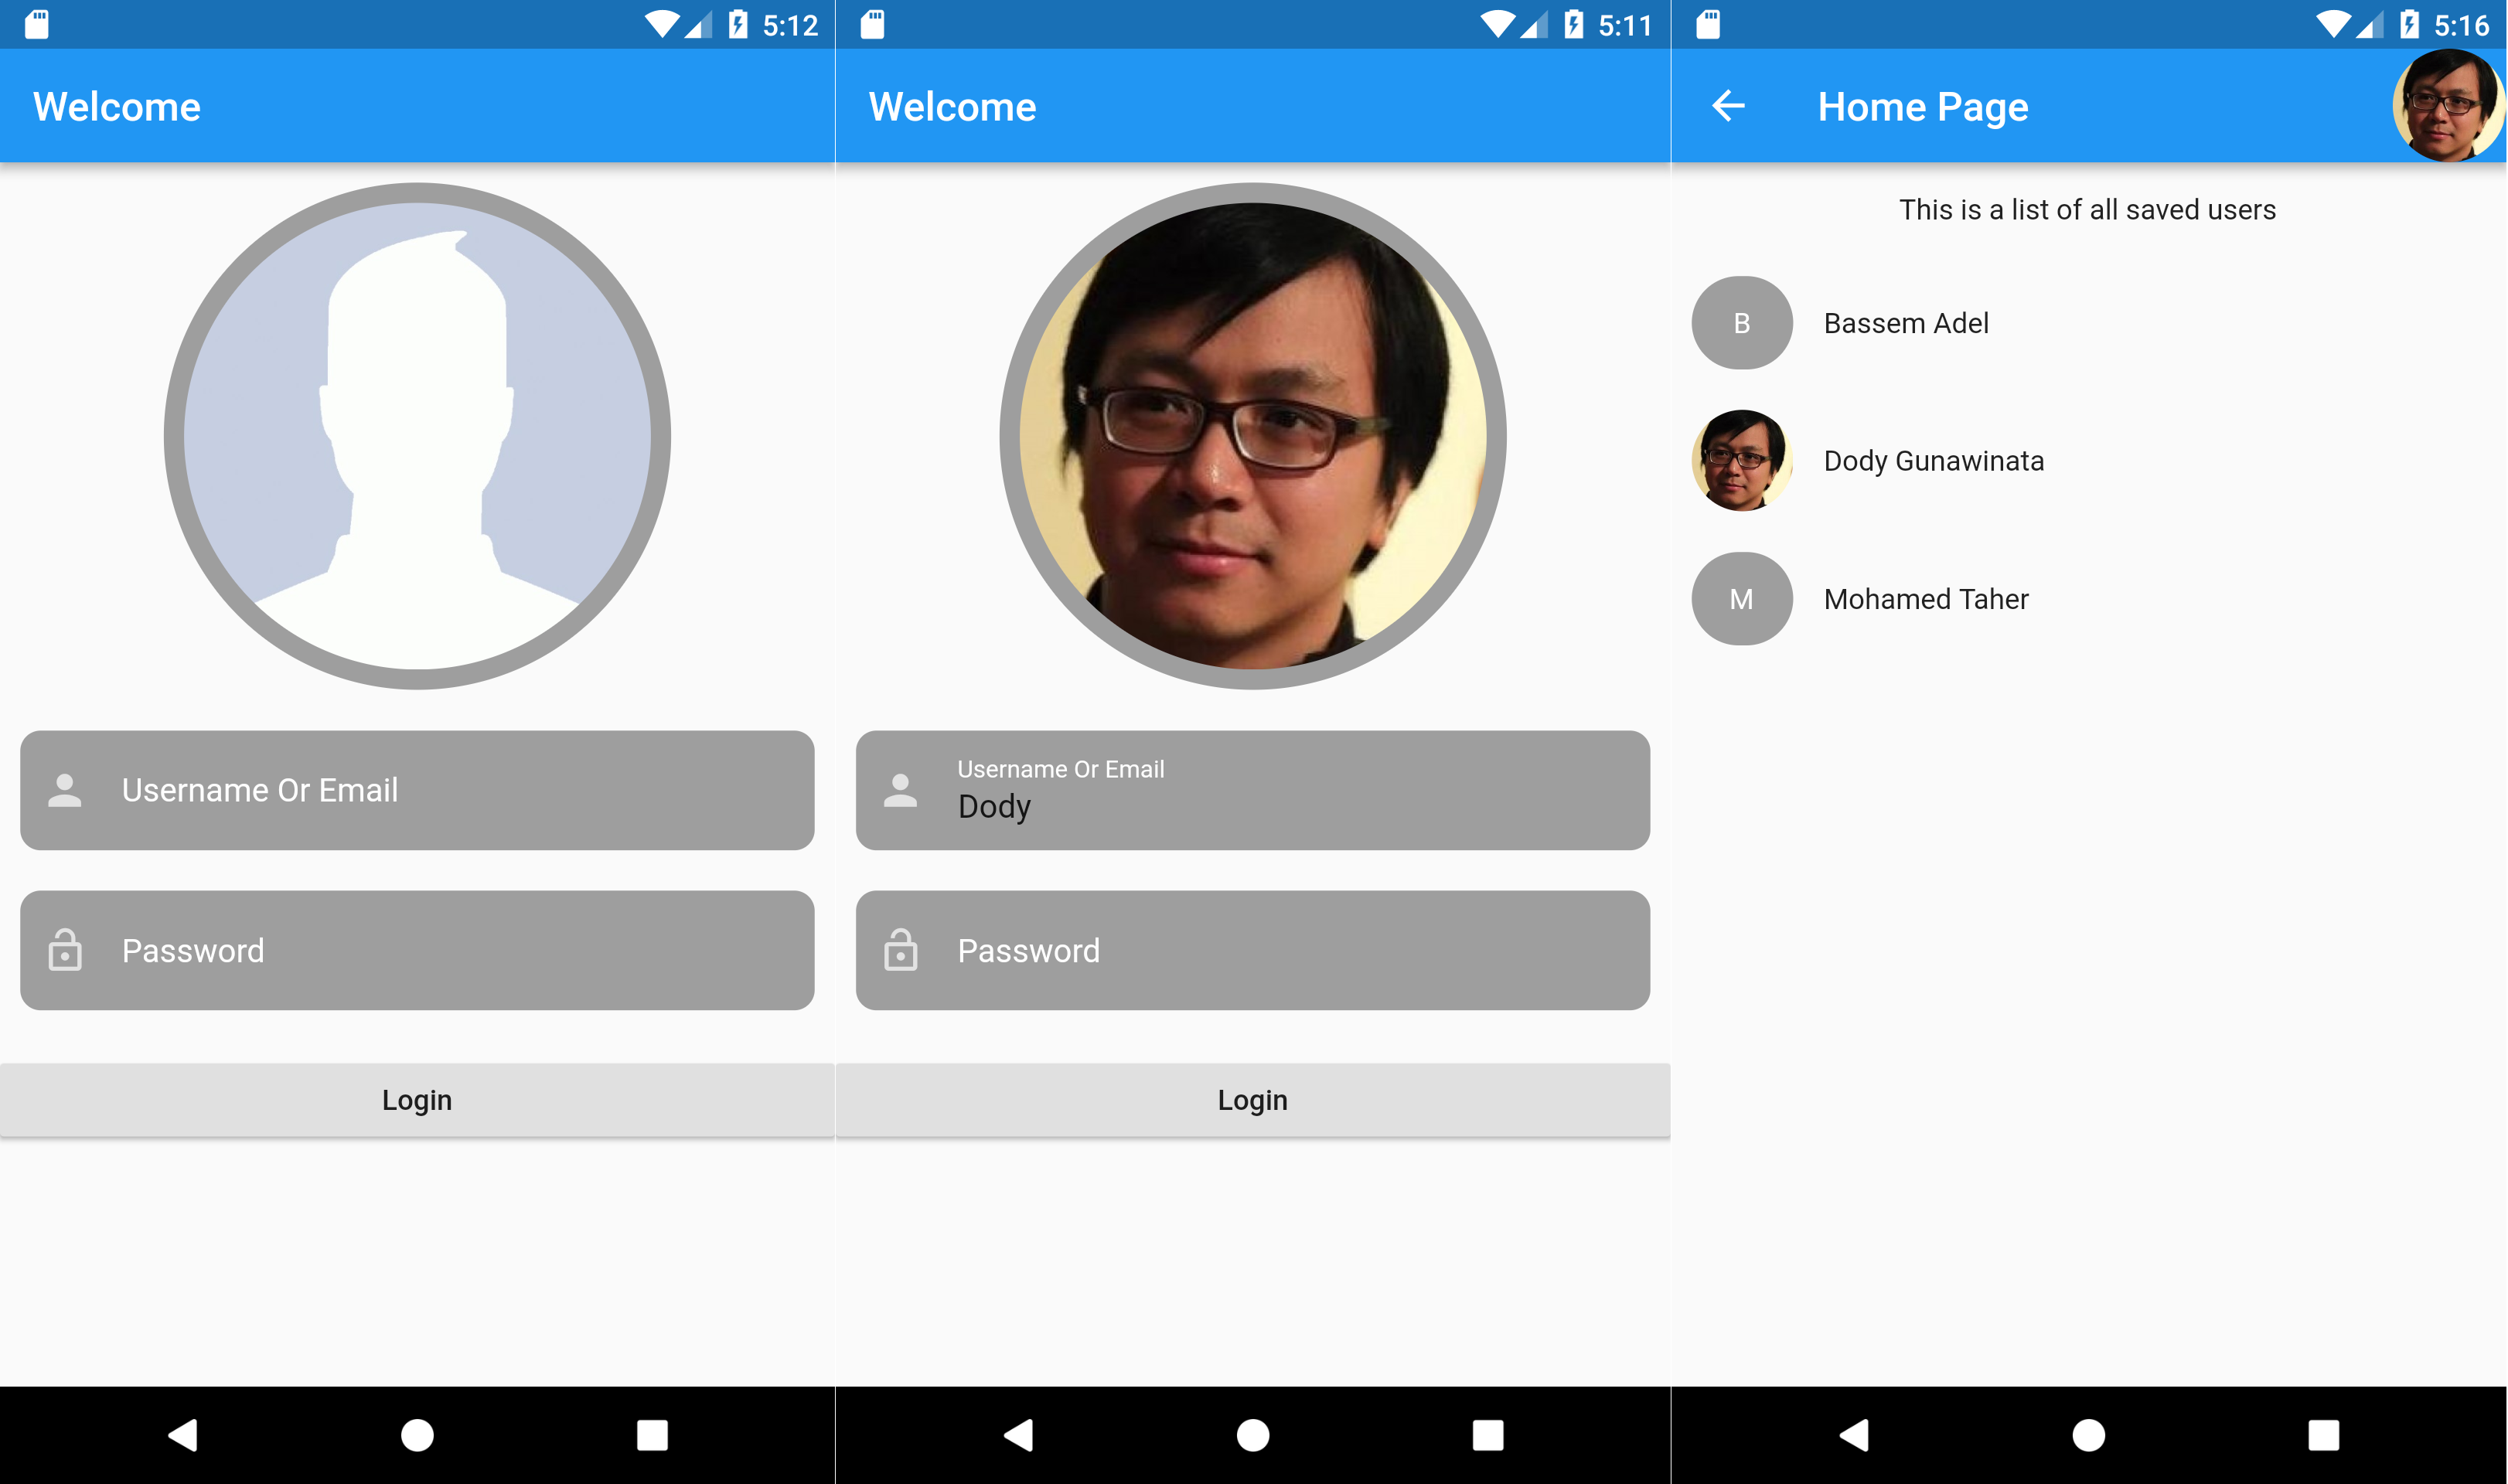 5:12
Welcome
Username Or Email
Password
Login
5:11
Welcome
Username Or Email
Dody
Password
Login
5:16
Home Page
This is a list of all saved users
B Bassem Adel
Dody Gunawinata
M Mohamed Taher